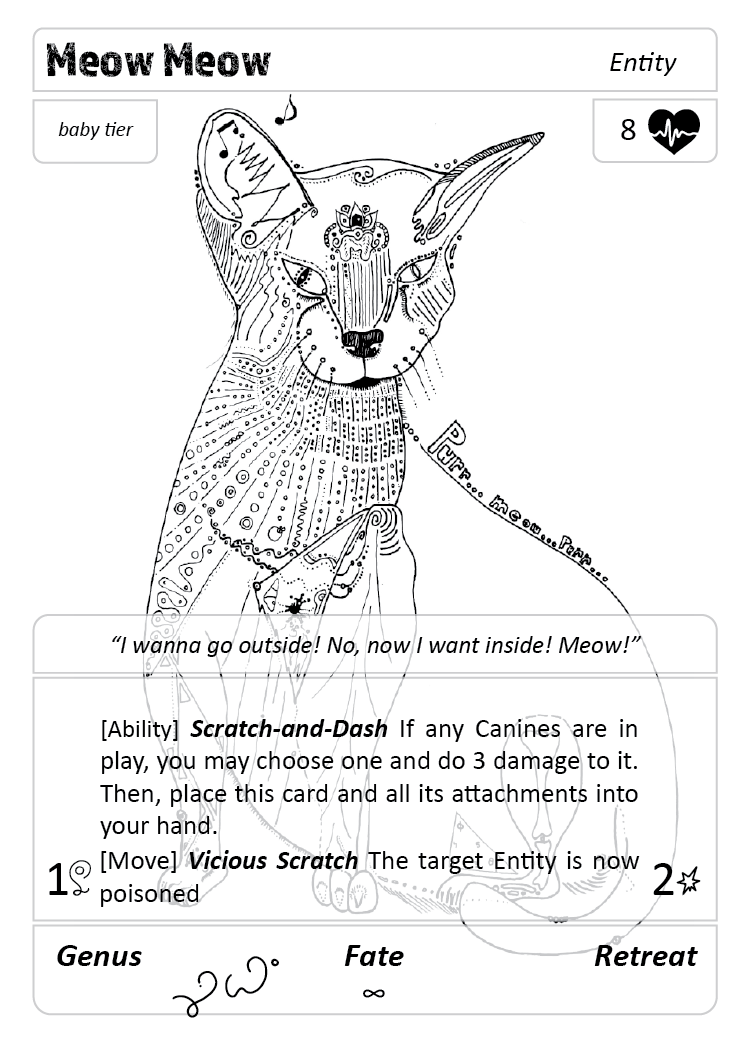 Meow Meow
Entity
baby tier
8
M
Purr... meow... Purr...
“I wanna go outside! No, now I want inside! Meow!”
[Ability] Scratch-and-Dash If any Canines are in
play, you may choose one and do 3 damage to it.
Then, place this card and all its attachments into
your hand.
1 [Move] Vicious Scratch The target Entity is now 2
poisoned
Genus Fate Retreat
∞